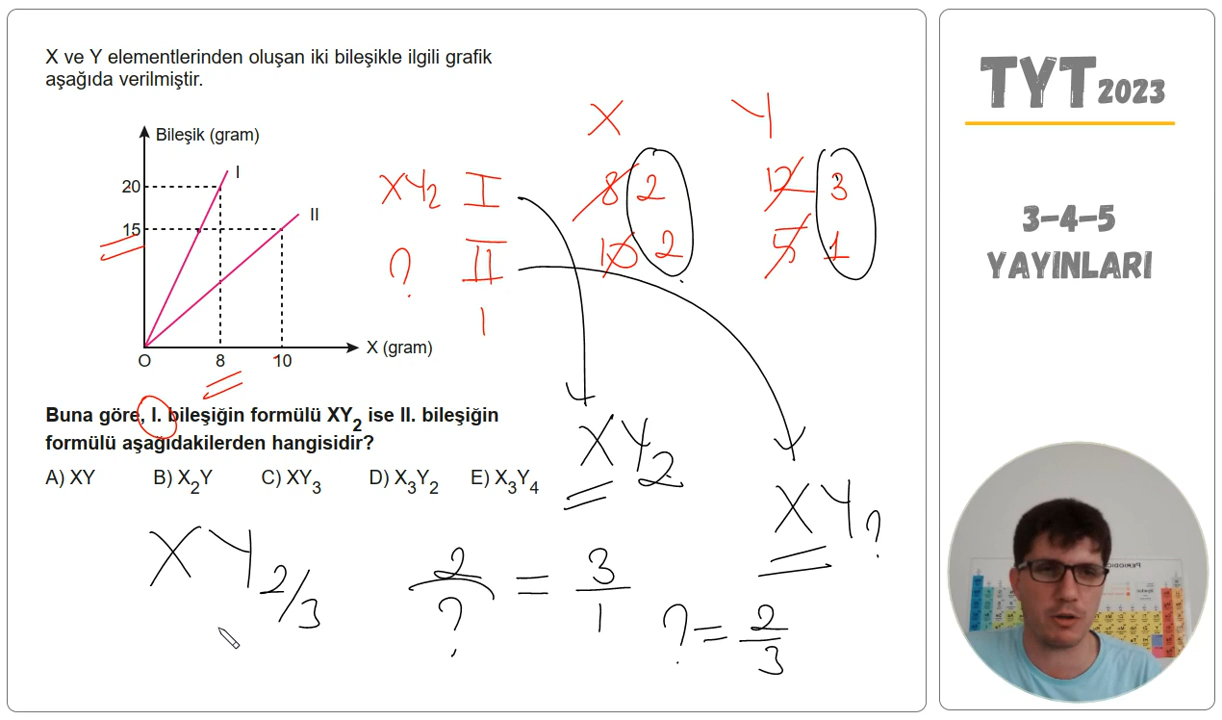 X ve Y elementlerinden oluşan iki bileşikle ilgili grafik
aşağıda verilmiştir.
Bileşik (gram)
I
20
II
15
O
8
10
X (gram)
X Y
XY2 I 8 2 12 3
? II 10 2 5 1
I
Buna göre, I. bileşiğin formülü XY2 ise II. bileşiğin
formülü aşağıdakilerden hangisidir?
A) XY B) X2Y C) XY3 D) X3Y2 E) X3Y4
XY2
XY?
XY2/3
2/? = 3/1
? = 2/3
TYT 2023
3-4-5
YAYINLARI